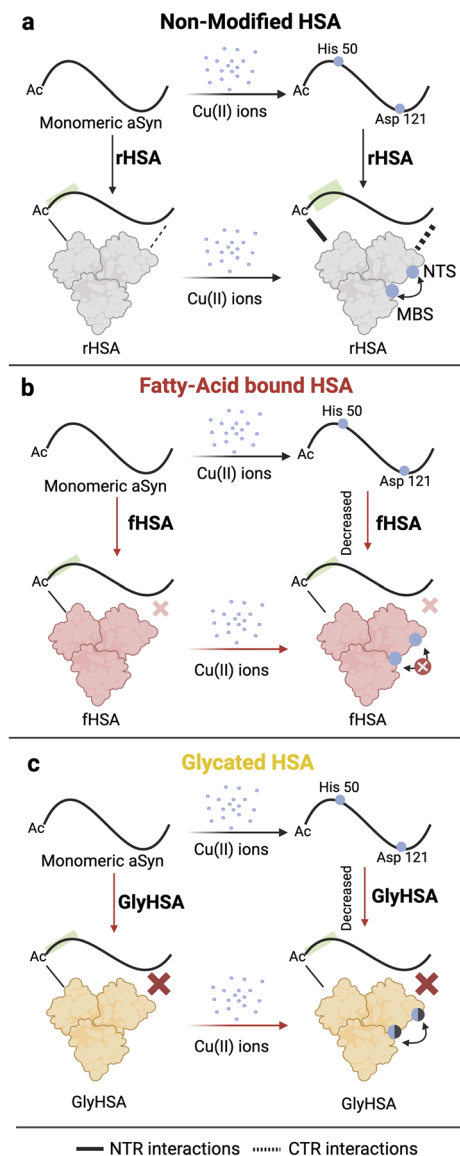 a Non-Modified HSA
His 50
Ac Ac
Cu(II) ions
Monomeric aSyn Asp 121
rHSA rHSA
Ac Ac
NTS
Cu(II) ions
MBS
rHSA rHSA
b Fatty-Acid bound HSA
His 50
Ac Ac
Cu(II) ions
Monomeric aSyn Asp 121
fHSA Decreased fHSA
Ac Ac
Cu(II) ions
fHSA fHSA
c Glycated HSA
His 50
Ac Ac
Cu(II) ions
Monomeric aSyn Asp 121
GlyHSA Decreased GlyHSA
Ac Ac
Cu(II) ions
GlyHSA GlyHSA
NTR interactions CTR interactions